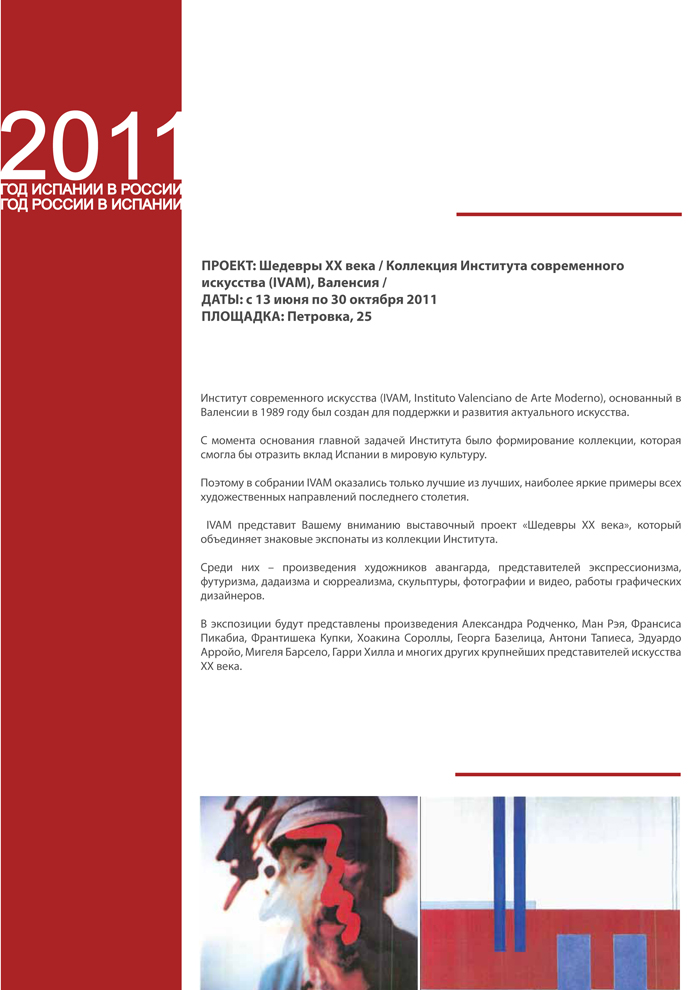 2011
ГОД ИСПАНИИ В РОССИИ
ГОД РОССИИ В ИСПАНИИ
ПРОЕКТ: Шедевры XX века / Коллекция Института современного
искусства (IVAM), Валенсия /
ДАТЫ: с 13 июня по 30 октября 2011
ПЛОЩАДКА: Петровка, 25
Институт современного искусства (IVAM, Instituto Valenciano de Arte Moderno), основанный в
Валенсии в 1989 году был создан для поддержки и развития актуального искусства.
С момента основания главной задачей Института было формирование коллекции, которая
смогла бы отразить вклад Испании в мировую культуру.
Поэтому в собрании IVAM оказались только лучшие из лучших, наиболее яркие примеры всех
художественных направлений последнего столетия.
IVAM представит Вашему вниманию выставочный проект «Шедевры XX века», который
объединяет знаковые экспонаты из коллекции Института.
Среди них – произведения художников авангарда, представителей экспрессионизма,
футуризма, дадаизма и сюрреализма, скульптуры, фотографии и видео, работы графических
дизайнеров.
В экспозиции будут представлены произведения Александра Родченко, Ман Рэя, Франсиса
Пикабиа, Франтишека Купки, Хоакина Сороллы, Георга Базелица, Антони Тапиеса, Эдуардо
Арройо, Мигеля Барсело, Гарри Хилла и многих других крупнейших представителей искусства
XX века.